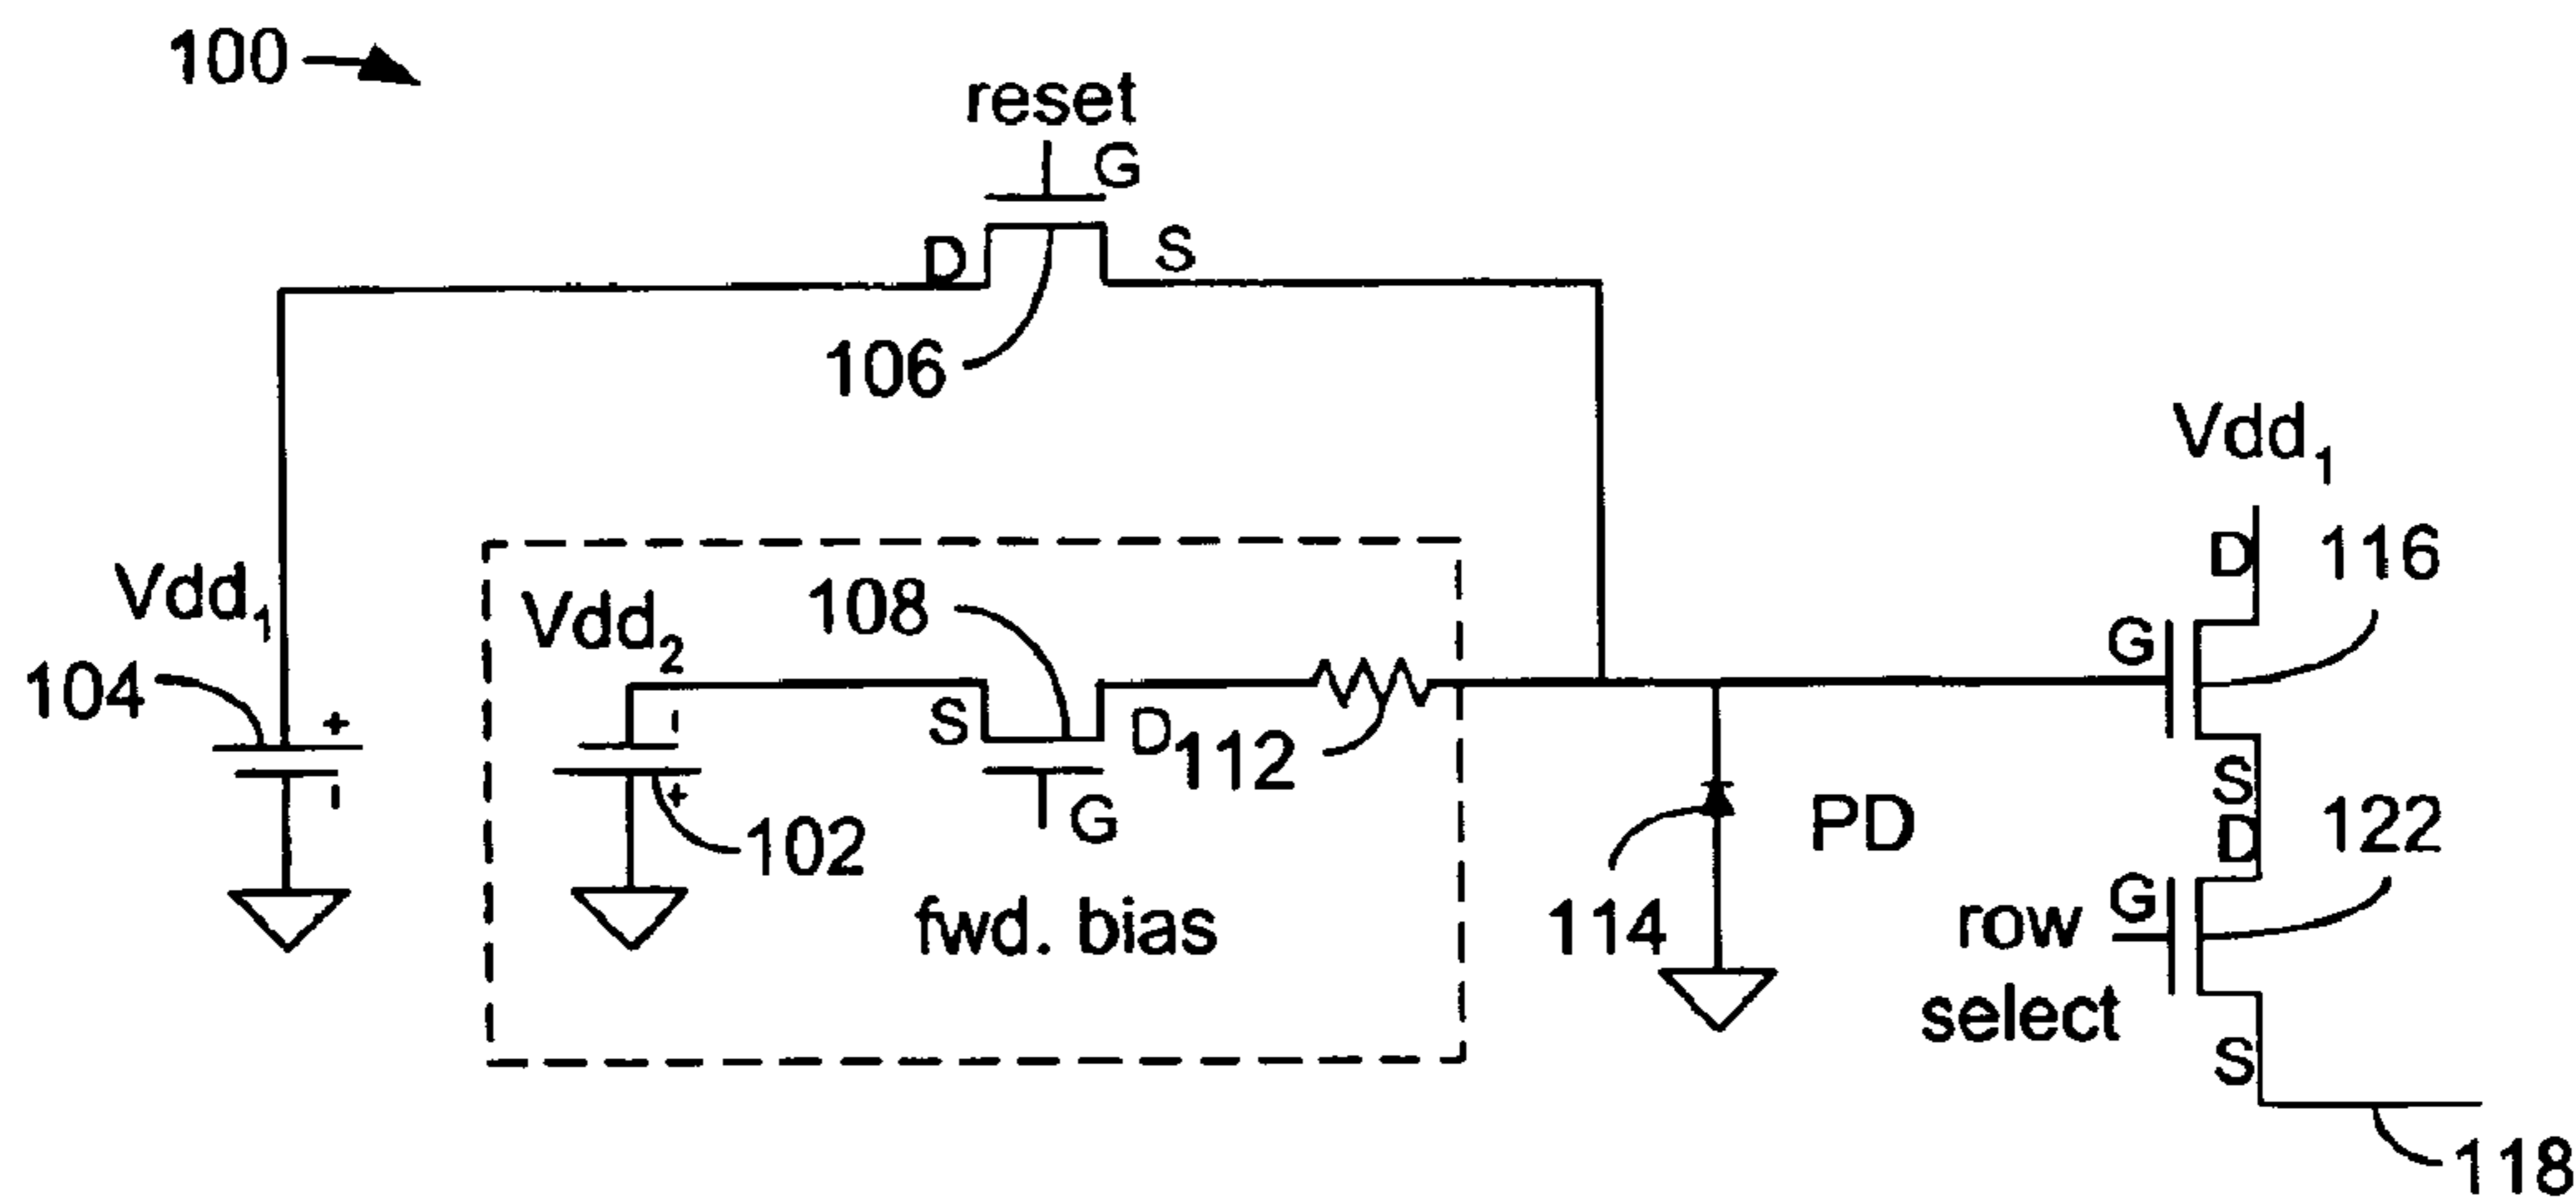 100
reset
G
D
S
106
Vdd1
Vdd1
104
+
-
Vdd2
108
S
D
112
-
+
G
102
fwd. bias
114
PD
G
D
116
S
D
G
122
row
select
S
118